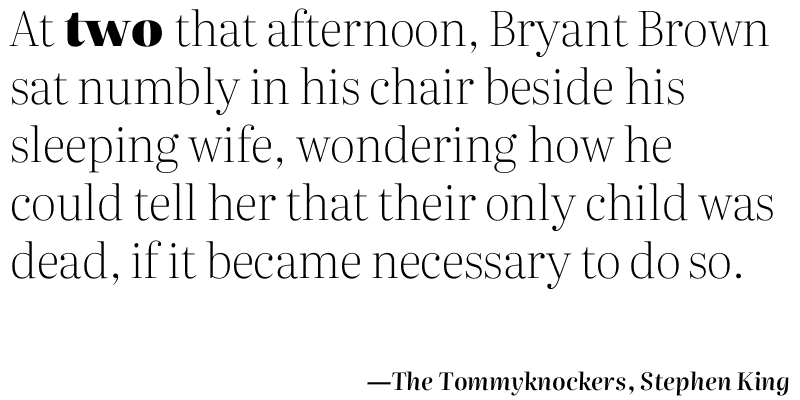 At two that afternoon, Bryant Brown
sat numbly in his chair beside his
sleeping wife, wondering how he
could tell her that their only child was
dead, if it became necessary to do so.
—The Tommyknockers, Stephen King